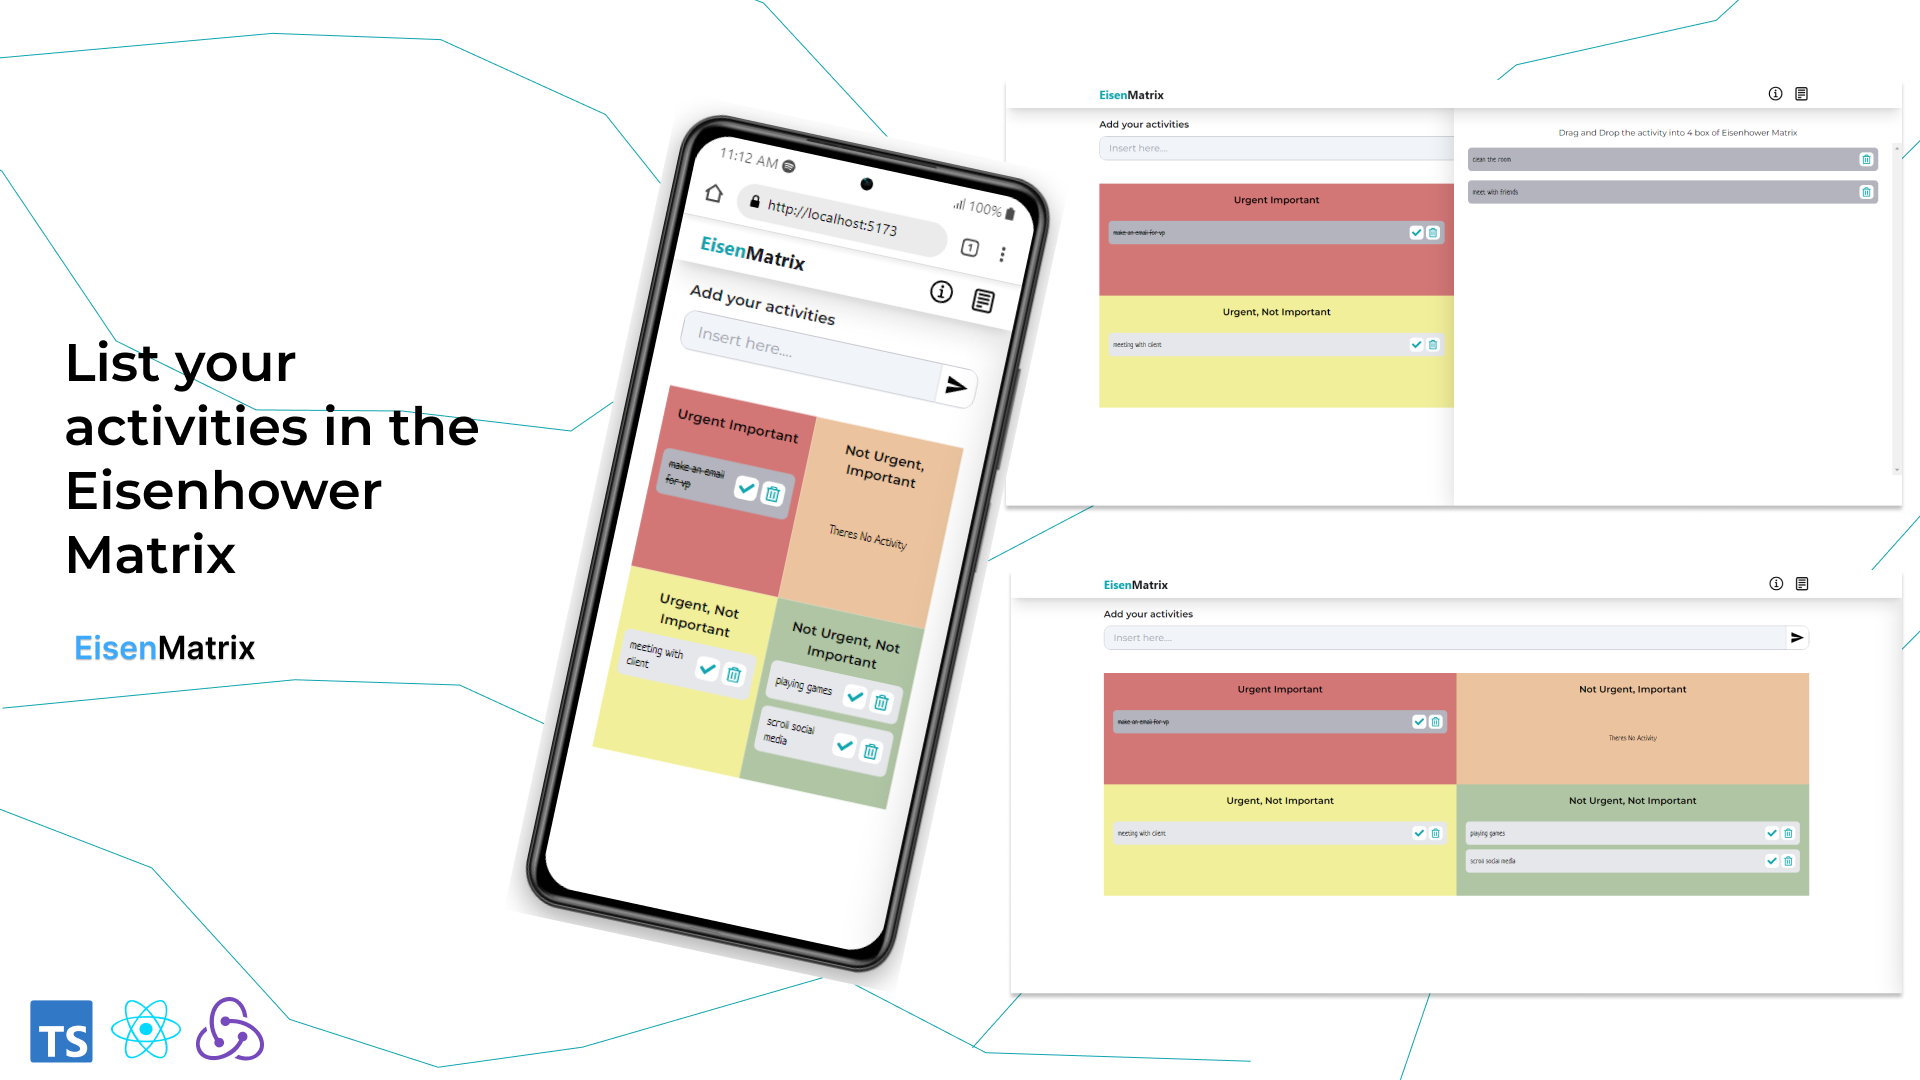 List your
activities in the
Eisenhower
Matrix
EisenMatrix
TS
11:12 AM
100%
http://localhost:5173
1
EisenMatrix
Add your activities
Insert here....
Urgent Important
make an email
for vp
Not Urgent,
Important
Theres No Activity
Urgent, Not
Important
meeting with
client
Not Urgent, Not
Important
playing games
scroll social
media
EisenMatrix
Add your activities
Insert here....
Urgent Important
make an email for vp
Urgent, Not Important
meeting with client
Drag and Drop the activity into 4 box of Eisenhower Matrix
clean the room
meet with friends
EisenMatrix
Add your activities
Insert here....
Urgent Important
make an email for vp
Not Urgent, Important
Theres No Activity
Urgent, Not Important
meeting with client
Not Urgent, Not Important
playing games
scroll social media